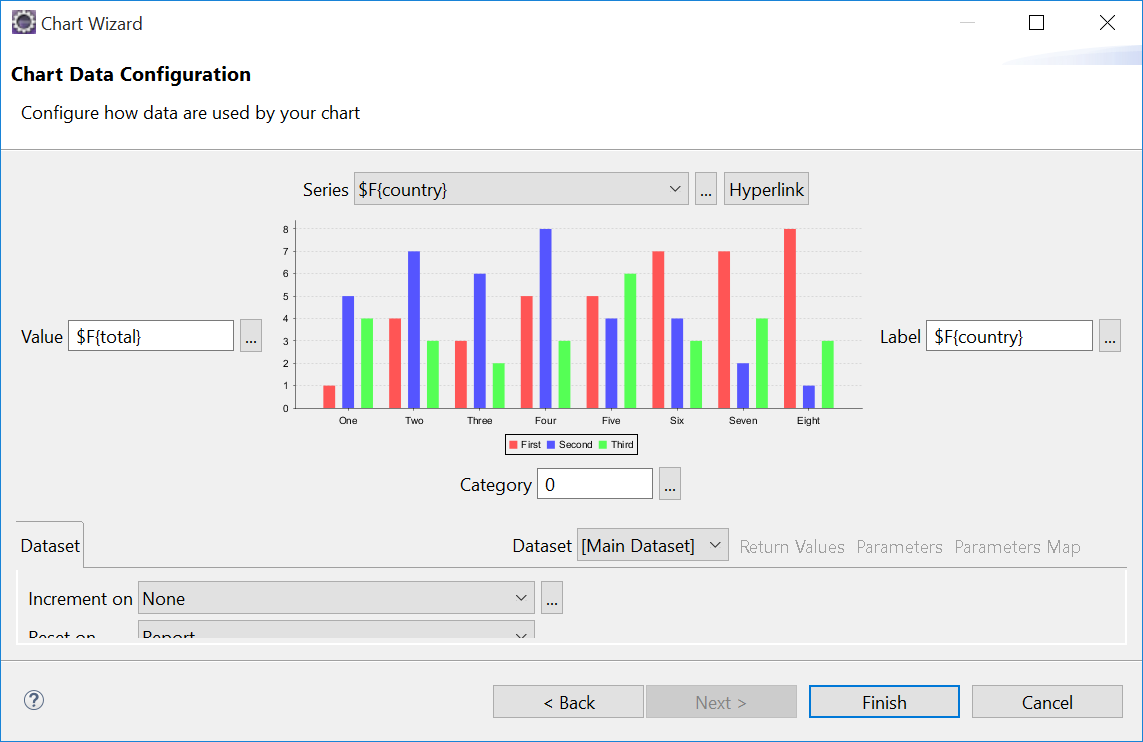 Chart Wizard
Chart Data Configuration
Configure how data are used by your chart
Series $F{country} ... Hyperlink
8
7
6
5
4
3
2
1
0
Value $F{total} ...
Label $F{country} ...
One Two Three Four Five Six Seven Eight
First Second Third
Category 0 ...
Dataset Dataset [Main Dataset] Return Values Parameters Parameters Map
Increment on None ...
Reset on Report
< Back Next > Finish Cancel